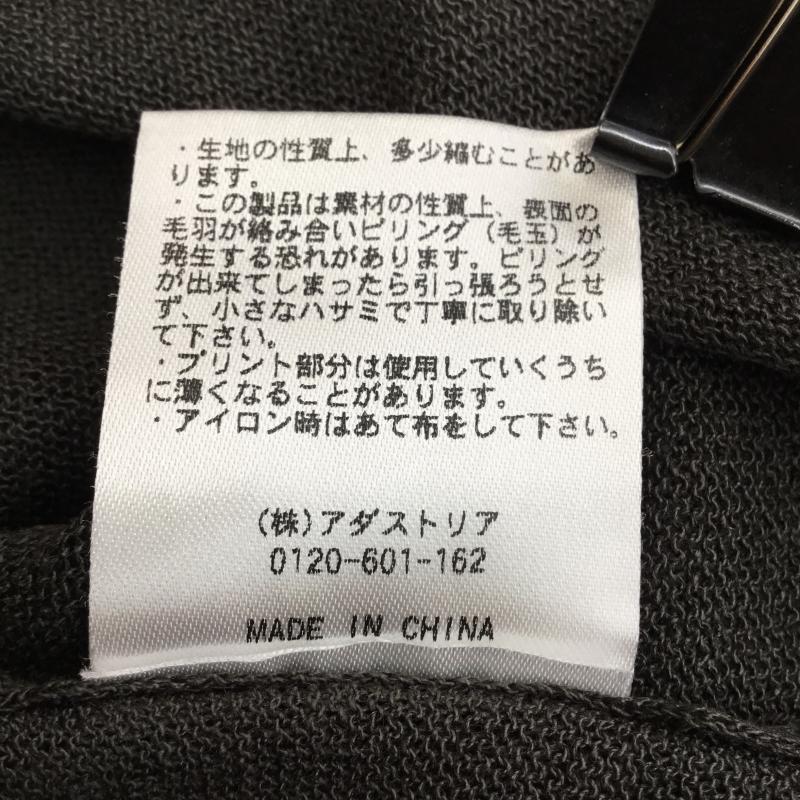 ・生地の性質上、多少縮むことがあ
ります。
・この製品は素材の性質上、表面の
毛羽が絡み合いピリング（毛玉）が
発生する恐れがあります。ピリング
が出来てしまったら引っ張ろうとせ
ず、小さなハサミで丁寧に取り除い
て下さい。
・プリント部分は使用していくうち
に薄くなることがあります。
・アイロン時はあて布をして下さい。
(株)アダストリア
0120-601-162
MADE IN CHINA